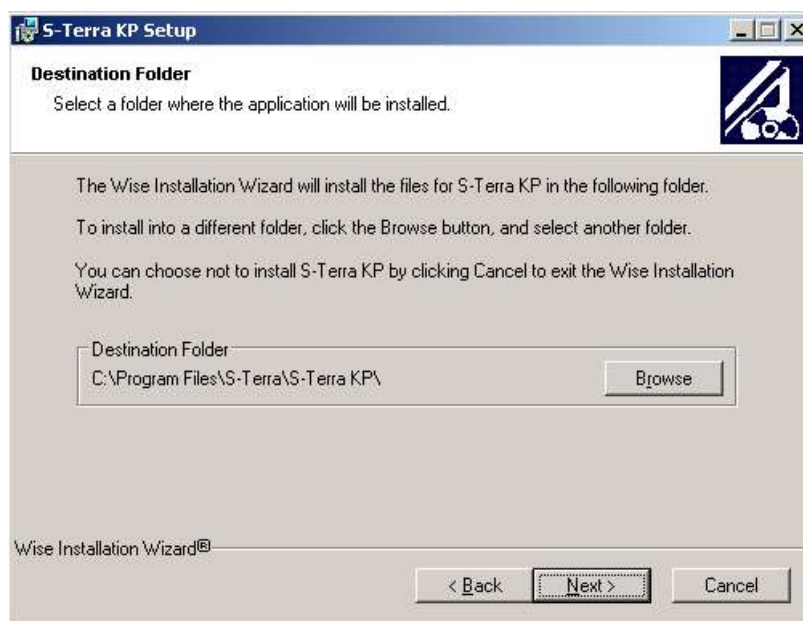 S-Terra KP Setup
Destination Folder
Select a folder where the application will be installed.
The Wise Installation Wizard will install the files for S-Terra KP in the following folder.
To install into a different folder, click the Browse button, and select another folder.
You can choose not to install S-Terra KP by clicking Cancel to exit the Wise Installation
Wizard.
Destination Folder
C:\Program Files\S-Terra\S-Terra KP\
Browse
Wise Installation Wizard®
< Back
Next >
Cancel